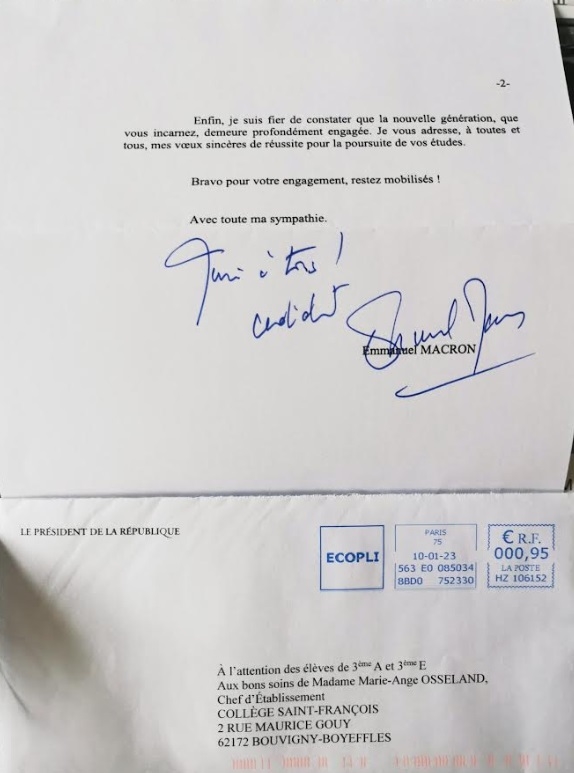 -2-
Enfin, je suis fier de constater que la nouvelle génération, que
vous incarnez, demeure profondément engagée. Je vous adresse, à toutes et
tous, mes vœux sincères de réussite pour la poursuite de vos études.
Bravo pour votre engagement, restez mobilisés !
Avec toute ma sympathie.
à tous !
Emmanuel MACRON
LE PRÉSIDENT DE LA RÉPUBLIQUE
ECOPLI
PARIS
75
10-01-23
563 E0 085034
8BD0 752330
€ R.F.
000,95
LA POSTE
HZ 106152
À l'attention des élèves de 3ème A et 3ème E
Aux bons soins de Madame Marie-Ange OSSELAND,
Chef d'Établissement
COLLÈGE SAINT-FRANÇOIS
2 RUE MAURICE GOUY
62172 BOUVIGNY-BOYEFFLES